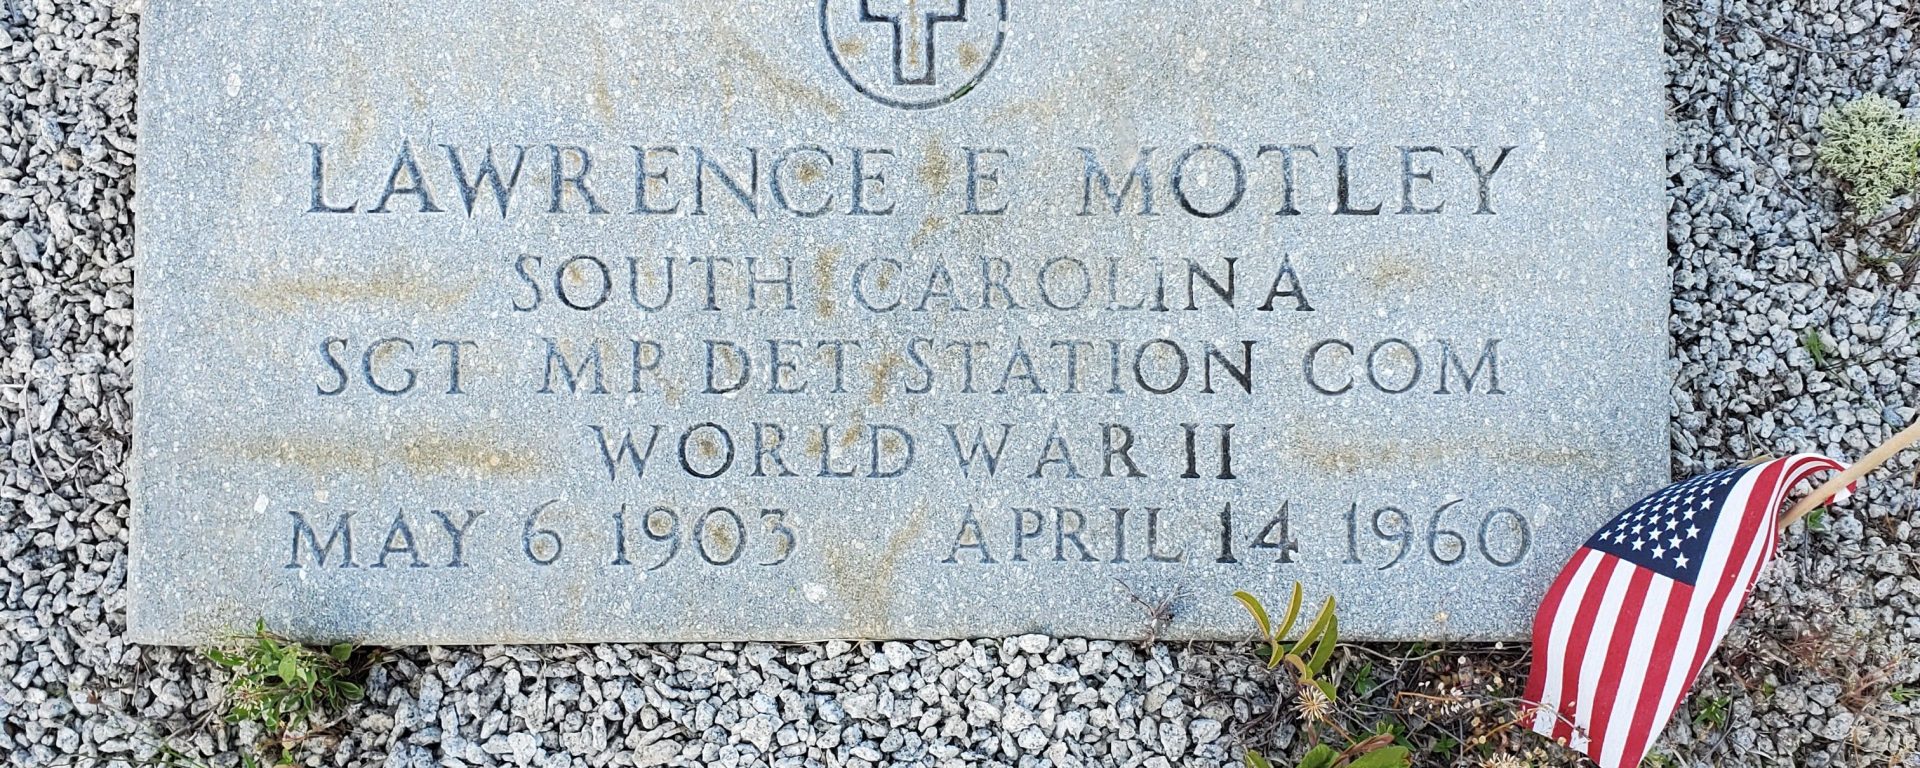 LAWRENCE E MOTLEY
SOUTH CAROLINA
SGT MP DET STATION COM
WORLD WAR II
MAY 6 1903 APRIL 14 1960